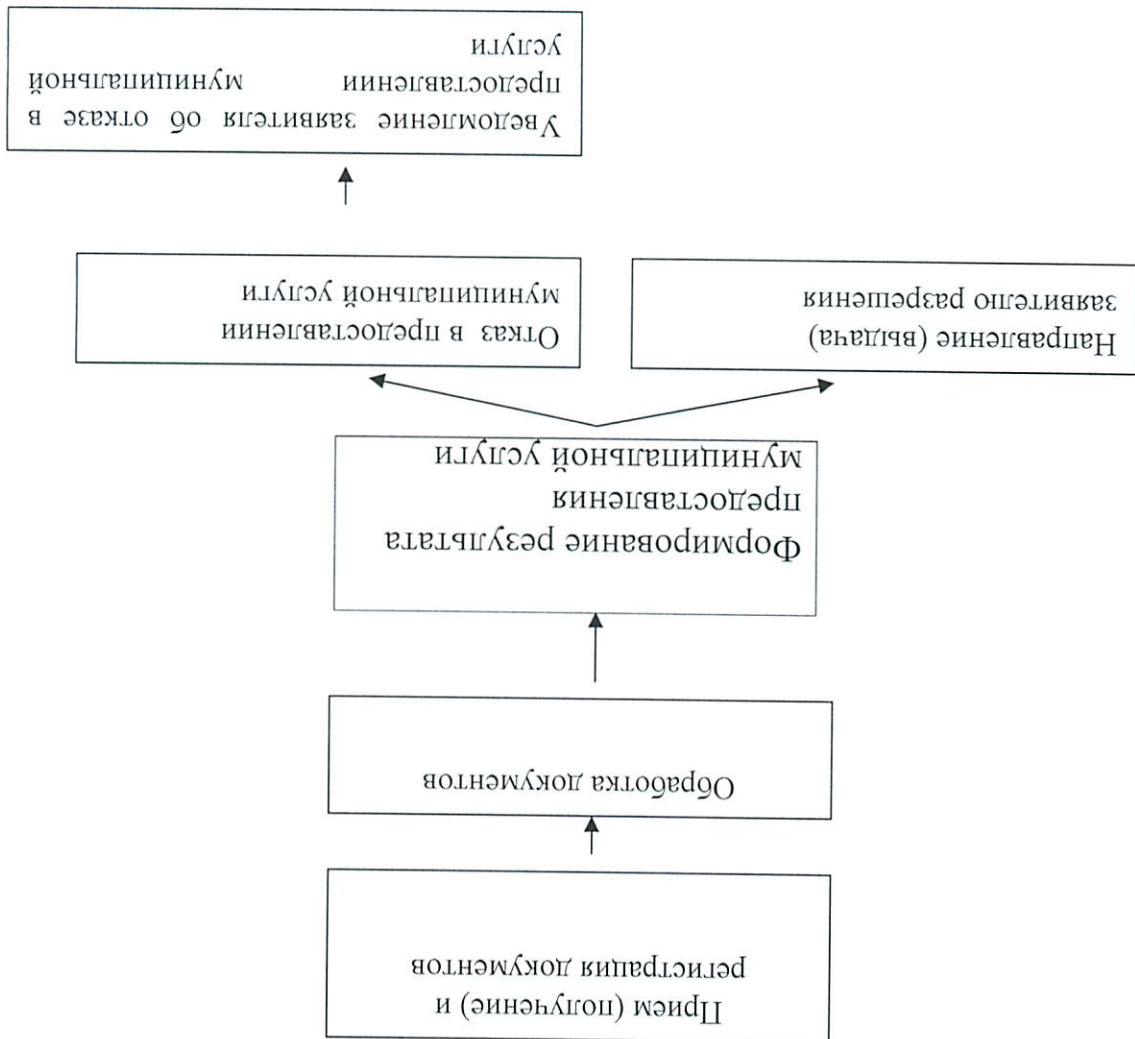 Прием (получение) и
регистрация документов
Обработка документов
Формирование результата
предоставления
муниципальной услуги
Направление (выдача)
заявителю разрешения
Отказ в предоставлении
муниципальной услуги
Уведомление заявителя об отказе в
предоставлении муниципальной
услуги